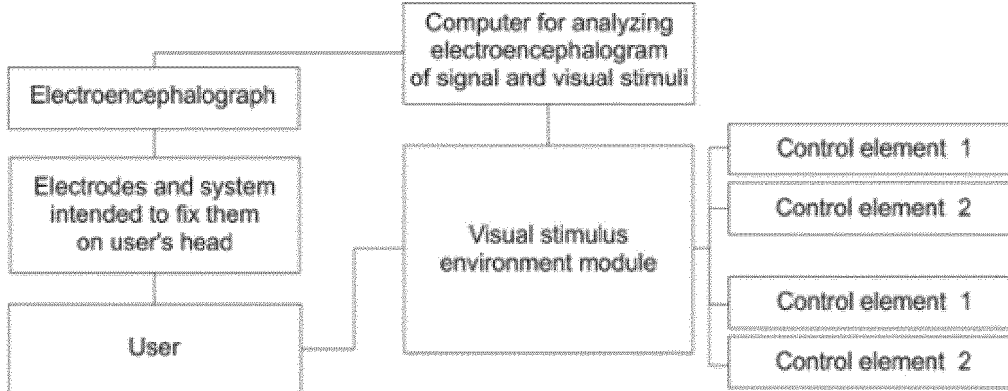 Computer for analyzing
electroencephalogram
of signal and visual stimuli
Electroencephalograph
Electrodes and system
intended to fix them
on user's head
User
Visual stimulus
environment module
Control element 1
Control element 2
Control element 1
Control element 2